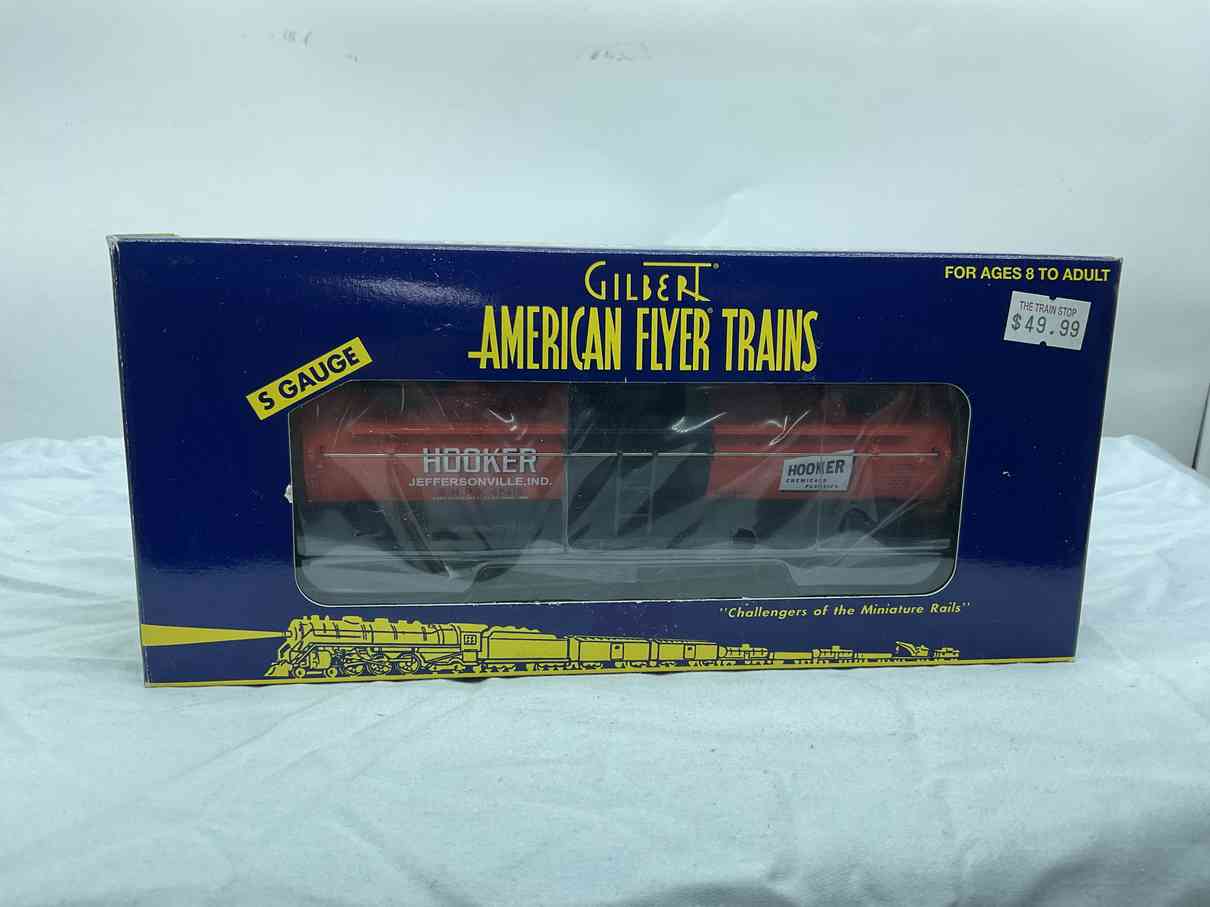 GILBERT®
AMERICAN FLYER® TRAINS
FOR AGES 8 TO ADULT
THE TRAIN STOP
$49.99
S GAUGE
HOOKER
JEFFERSONVILLE, IND.
HOOKER
CHEMICALS
"Challengers of the Miniature Rails"